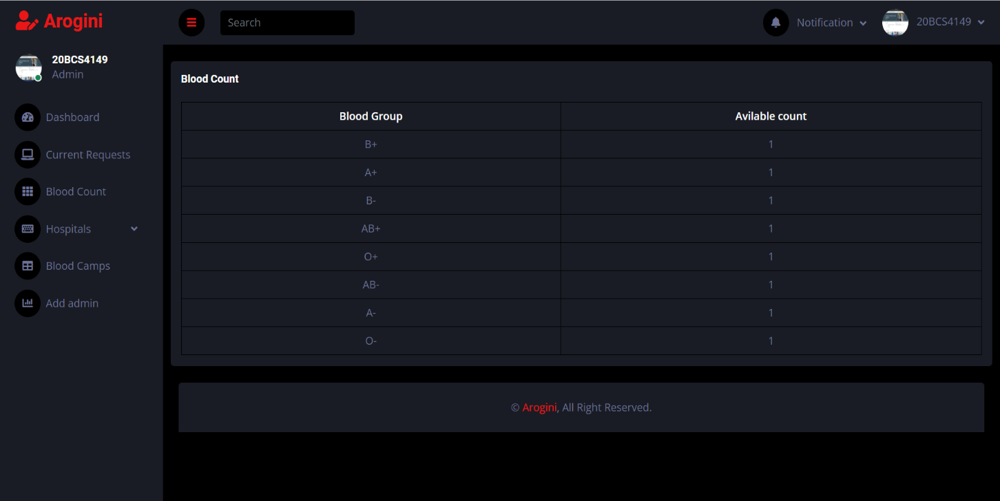 Arogini
Search
Notification
20BCS4149
20BCS4149
Admin
Dashboard
Current Requests
Blood Count
Hospitals
Blood Camps
Add admin
Blood Count
Blood Group Avilable count
B+ 1
A+ 1
B- 1
AB+ 1
O+ 1
AB- 1
A- 1
O- 1
© Arogini, All Right Reserved.